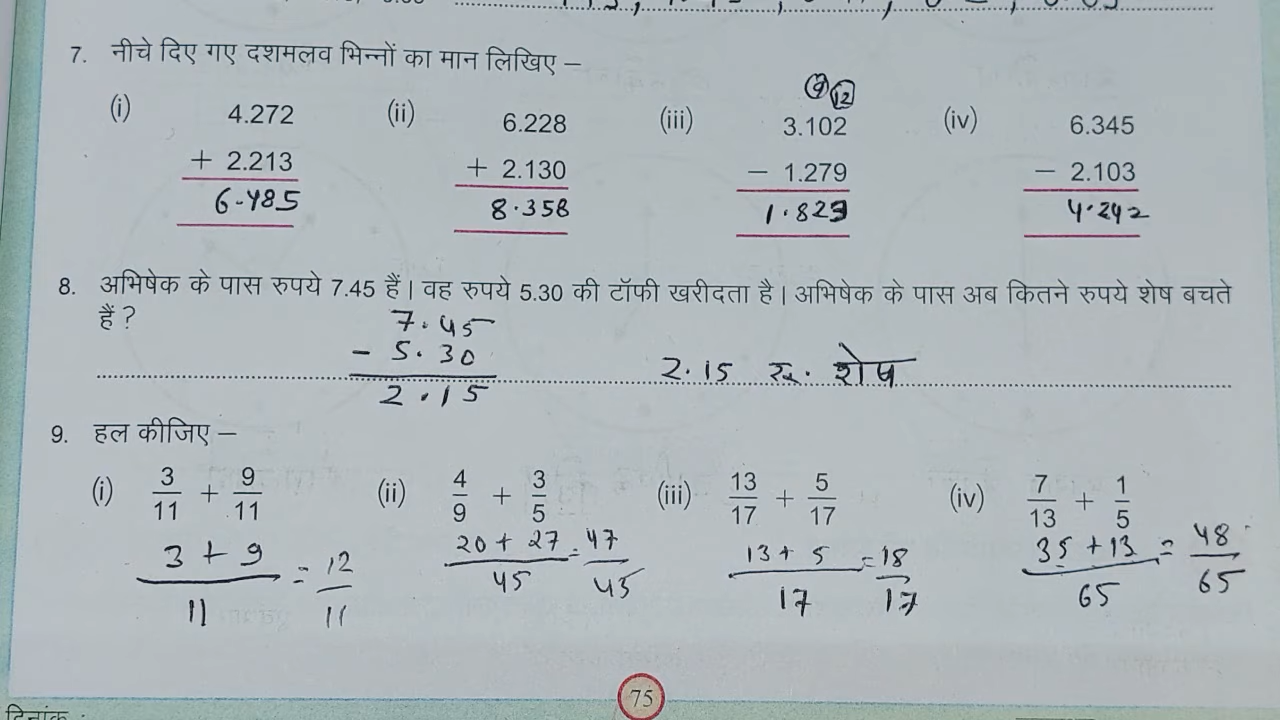 7. नीचे दिए गए दशमलव भिन्नों का मान लिखिए –
(i) 4.272 (ii) 6.228 (iii) 3.102 (iv) 6.345
9 12
+ 2.213 + 2.130 – 1.279 – 2.103
6.485 8.358 1.823 4.242
8. अभिषेक के पास रुपये 7.45 हैं। वह रुपये 5.30 की टॉफी खरीदता है। अभिषेक के पास अब कितने रुपये शेष बचते
हैं ?
7.45
– 5.30
2.15 2.15 रू. शेष
9. हल कीजिए –
(i) 3/11 + 9/11 (ii) 4/9 + 3/5 (iii) 13/17 + 5/17 (iv) 7/13 + 1/5
3 + 9/11 = 12/11 20 + 27/45 = 47/45 13 + 5/17 = 18/17 35 + 13/65 = 48/65
75
दिनांक :